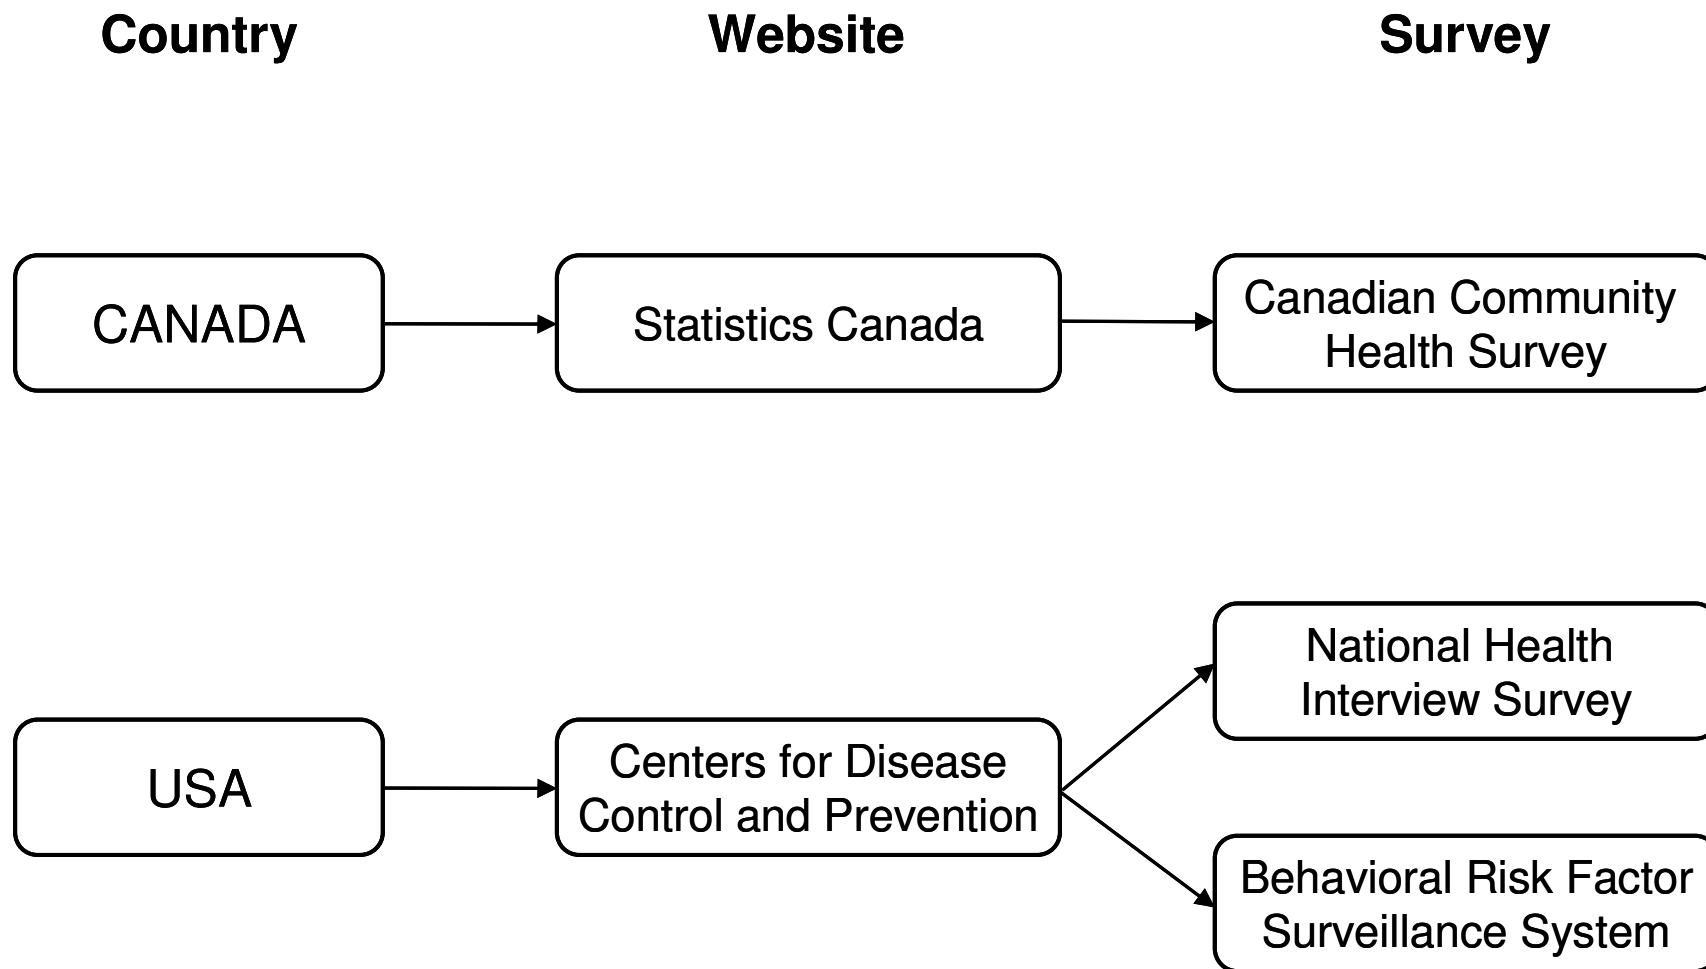 Country
Website
Survey
CANADA
Statistics Canada
Canadian Community
Health Survey
USA
Centers for Disease
Control and Prevention
National Health
Interview Survey
Behavioral Risk Factor
Surveillance System